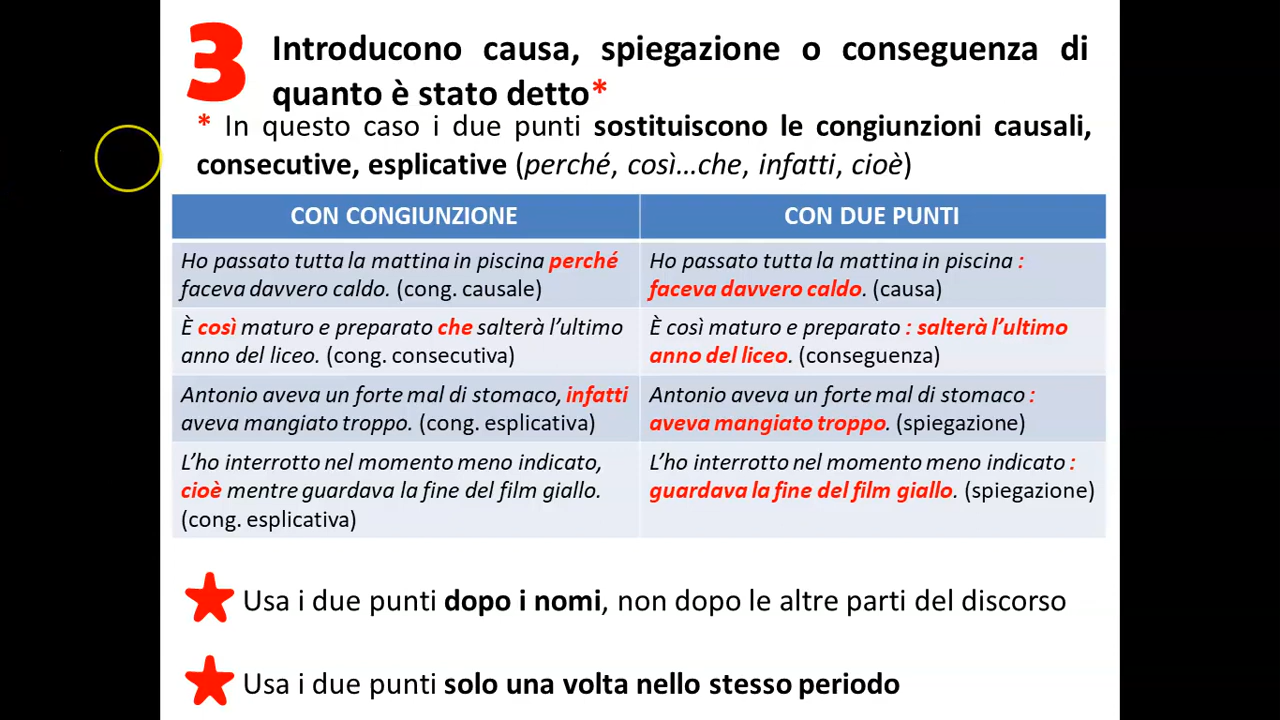 3 Introducono causa, spiegazione o conseguenza di
quanto è stato detto*
* In questo caso i due punti sostituiscono le congiunzioni causali,
consecutive, esplicative (perché, così...che, infatti, cioè)
CON CONGIUNZIONE
CON DUE PUNTI
Ho passato tutta la mattina in piscina perché
faceva davvero caldo. (cong. causale)
Ho passato tutta la mattina in piscina :
faceva davvero caldo. (causa)
È così maturo e preparato che salterà l'ultimo
anno del liceo. (cong. consecutiva)
È così maturo e preparato : salterà l'ultimo
anno del liceo. (conseguenza)
Antonio aveva un forte mal di stomaco, infatti
aveva mangiato troppo. (cong. esplicativa)
Antonio aveva un forte mal di stomaco :
aveva mangiato troppo. (spiegazione)
L'ho interrotto nel momento meno indicato,
cioè mentre guardava la fine del film giallo.
(cong. esplicativa)
L'ho interrotto nel momento meno indicato :
guardava la fine del film giallo. (spiegazione)
Usa i due punti dopo i nomi, non dopo le altre parti del discorso
Usa i due punti solo una volta nello stesso periodo